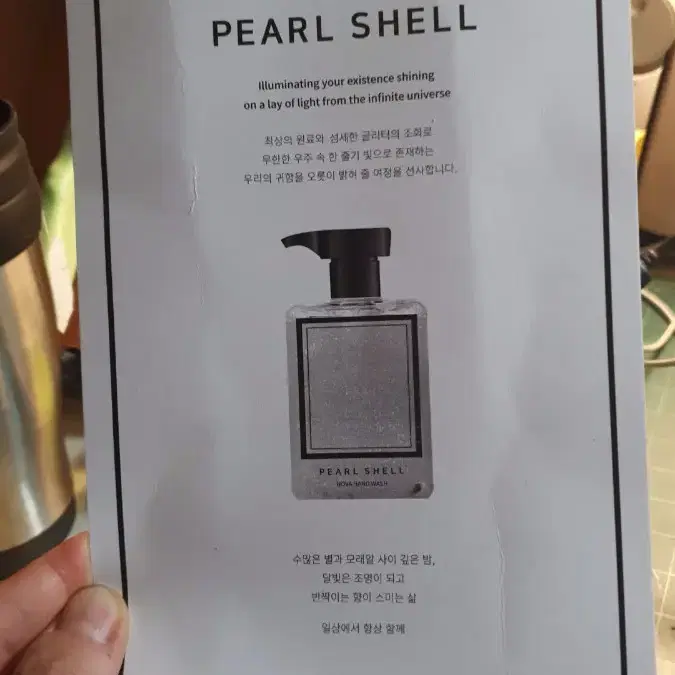 PEARL SHELL
Illuminating your existence shining
on a lay of light from the infinite universe
최상의 원료와 섬세한 글리터의 조화로
무한한 우주 속 한 줄기 빛으로 존재하는
우리의 귀함을 오롯이 밝혀 줄 여정을 선사합니다.
PEARL SHELL
NOVA HAND WASH
수많은 별과 모래알 사이 깊은 밤,
달빛은 조명이 되고
반짝이는 향이 스미는 삶
일상에서 항상 함께